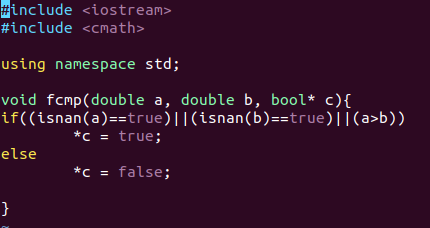 #include <iostream>
#include <cmath>
using namespace std;
void fcmp(double a, double b, bool* c){
if((isnan(a)==true)||(isnan(b)==true)||(a>b))
        *c = true;
else
        *c = false;
}
~